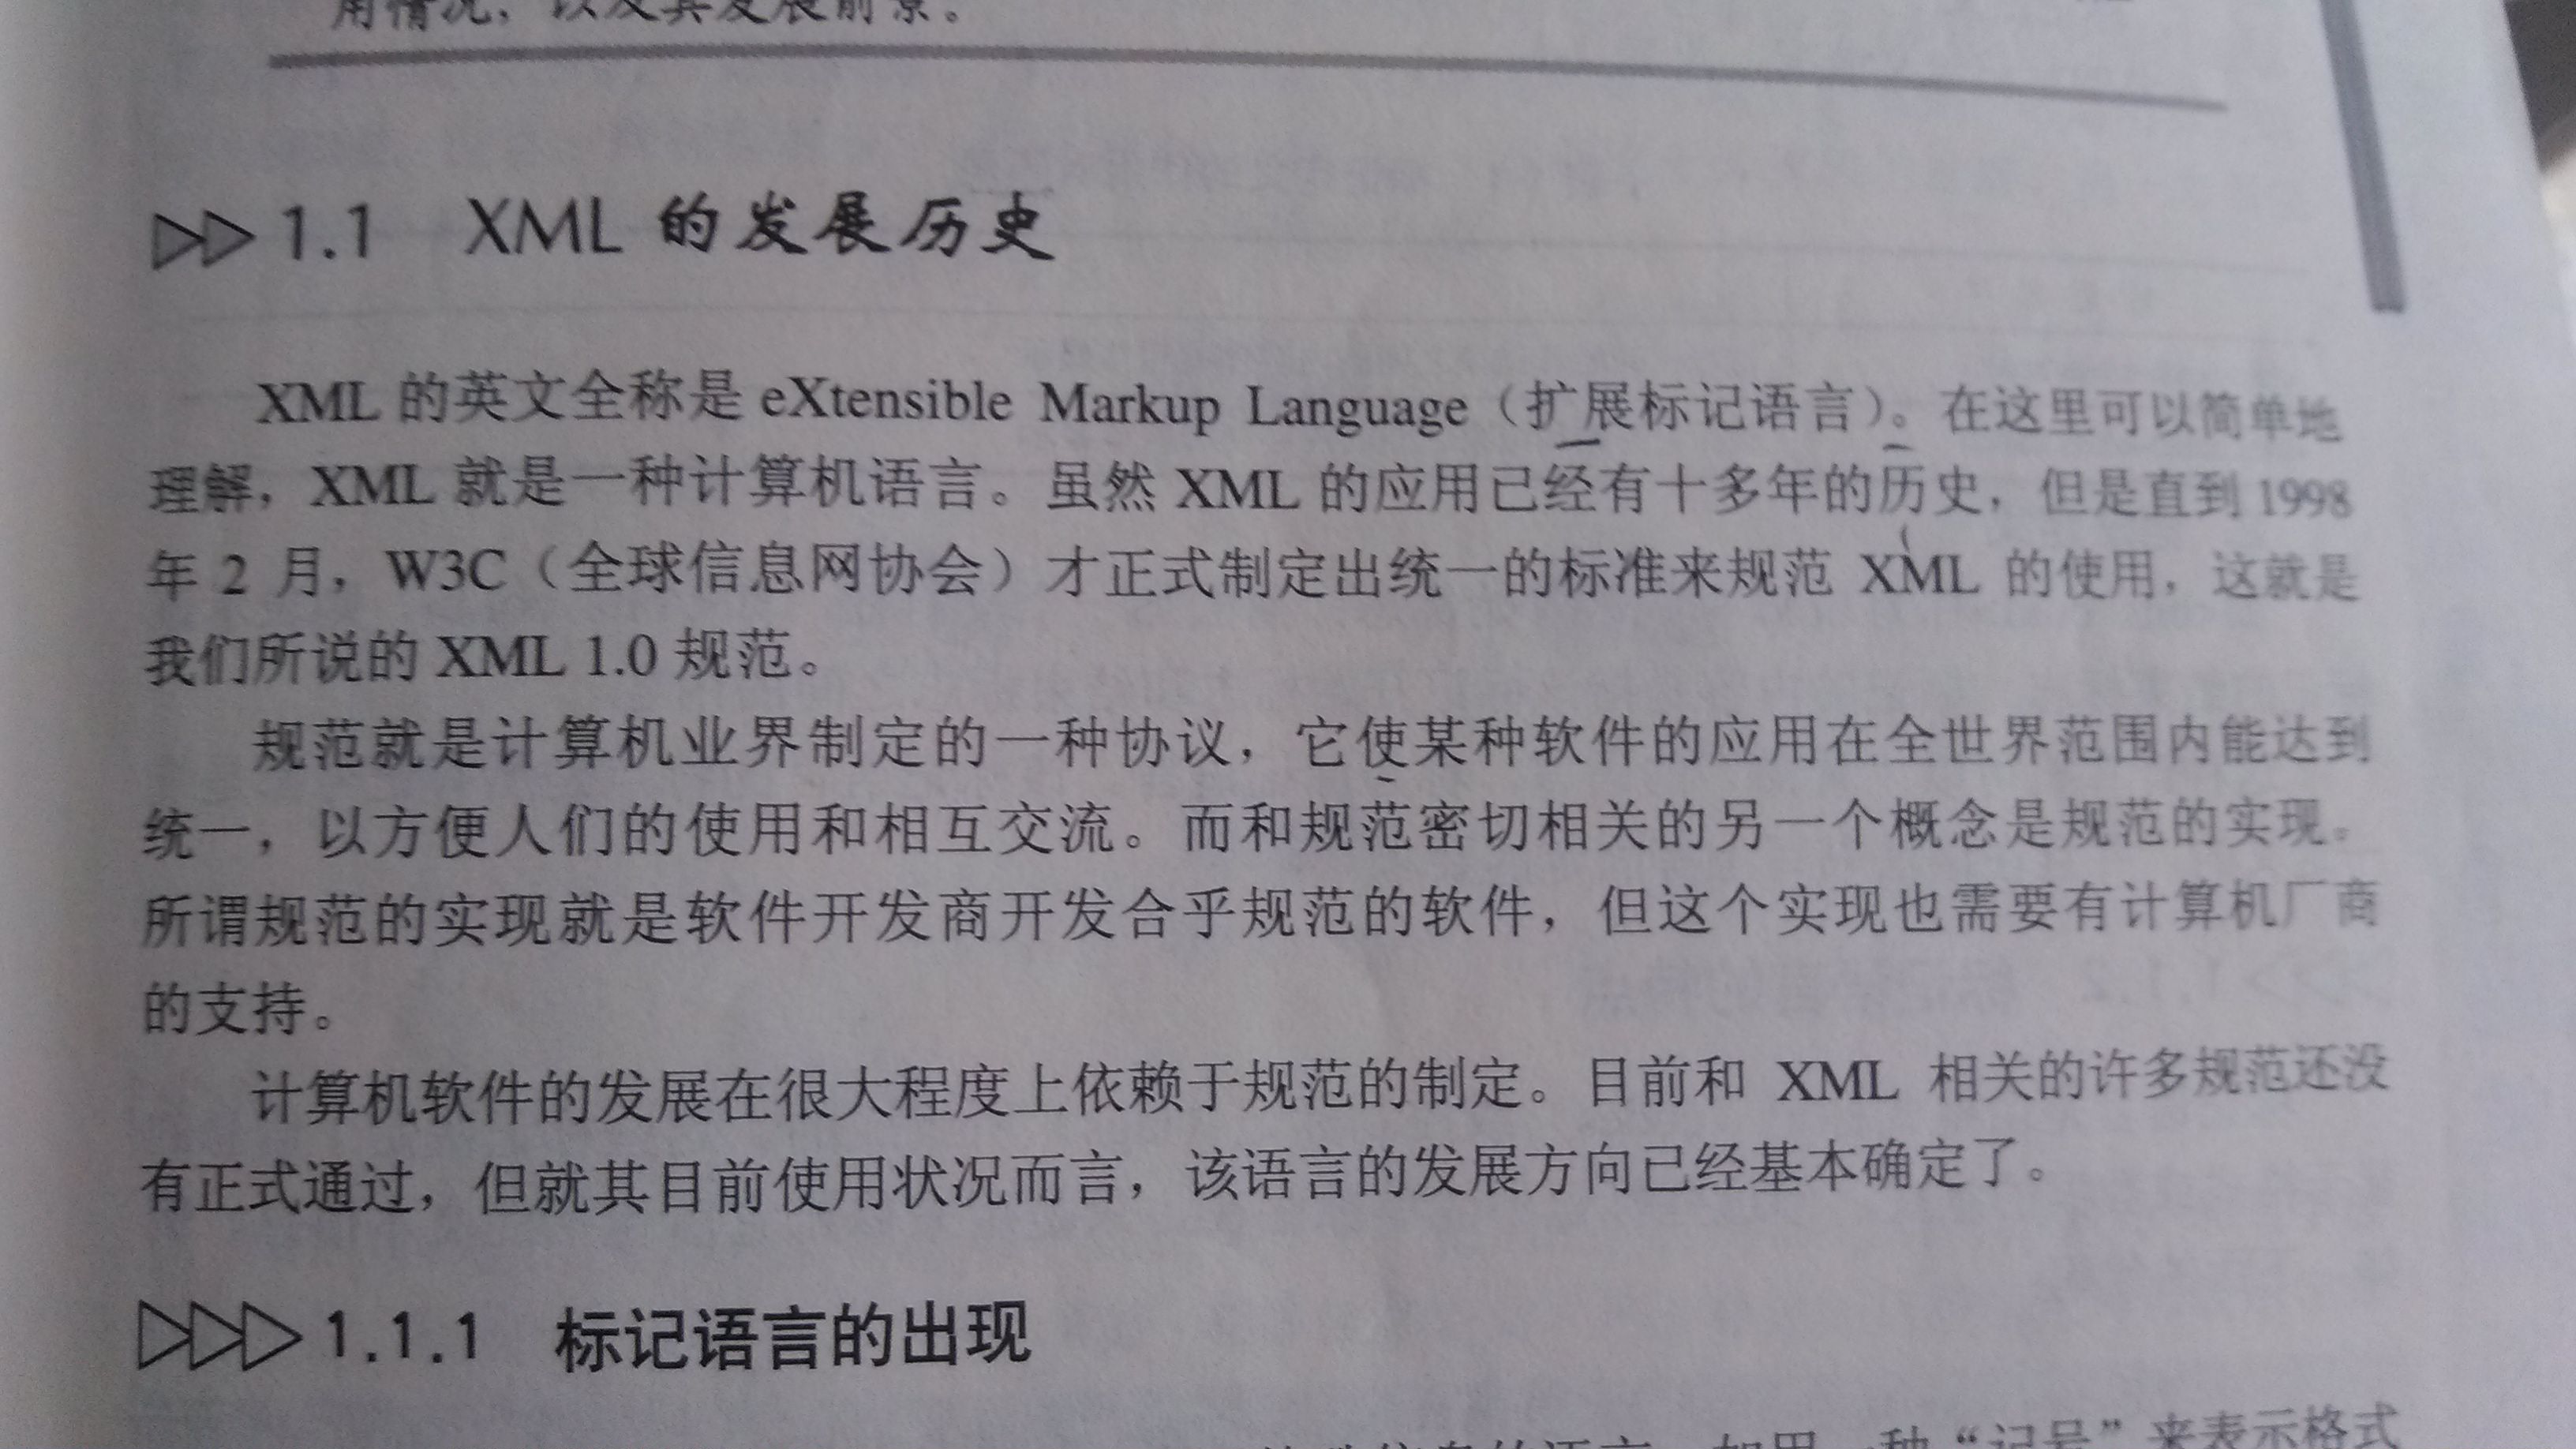 用情况，以及其发展前景。
▷▷ 1.1 XML 的发展历史
XML 的英文全称是 eXtensible Markup Language（扩展标记语言）。在这里可以简单地
理解，XML 就是一种计算机语言。虽然 XML 的应用已经有十多年的历史，但是直到 1998
年 2 月，W3C（全球信息网协会）才正式制定出统一的标准来规范 XML 的使用，这就是
我们所说的 XML 1.0 规范。
规范就是计算机业界制定的一种协议，它使某种软件的应用在全世界范围内能达到
统一，以方便人们的使用和相互交流。而和规范密切相关的另一个概念是规范的实现。
所谓规范的实现就是软件开发商开发合乎规范的软件，但这个实现也需要有计算机厂商
的支持。
计算机软件的发展在很大程度上依赖于规范的制定。目前和 XML 相关的许多规范还没
有正式通过，但就其目前使用状况而言，该语言的发展方向已经基本确定了。
▷▷▷ 1.1.1 标记语言的出现
信息的语言，如用一种“记号”来表示格式